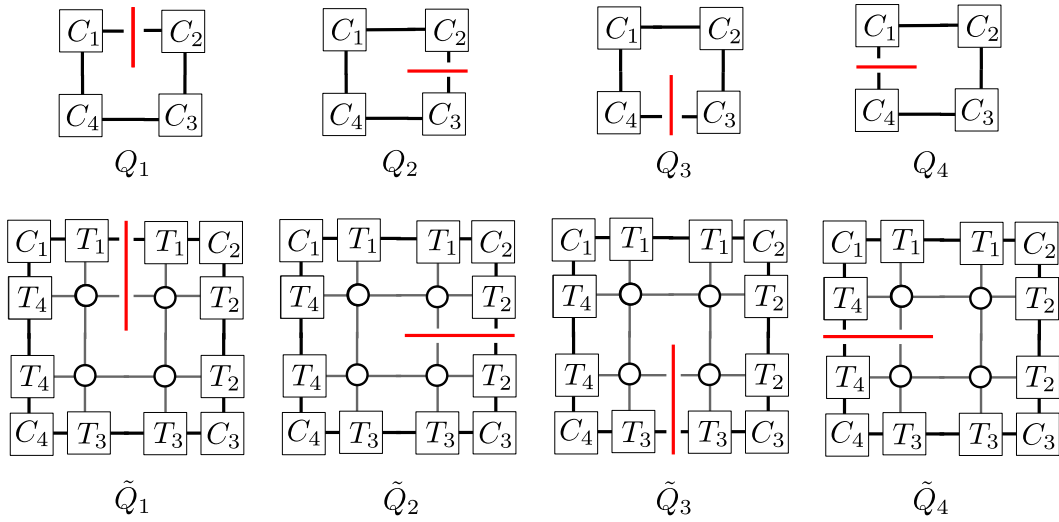 C₁ C₂ C₁ C₂ C₁ C₂ C₁ C₂
C₄ C₃ C₄ C₃ C₄ C₃ C₄ C₃
Q₁ Q₂ Q₃ Q₄
C₁ T₁ T₁ C₂ C₁ T₁ T₁ C₂ C₁ T₁ T₁ C₂ C₁ T₁ T₁ C₂
T₄ T₂ T₄ T₂ T₄ T₂ T₄ T₂
T₄ T₂ T₄ T₂ T₄ T₂ T₄ T₂
C₄ T₃ T₃ C₃ C₄ T₃ T₃ C₃ C₄ T₃ T₃ C₃ C₄ T₃ T₃ C₃
Q̃₁ Q̃₂ Q̃₃ Q̃₄